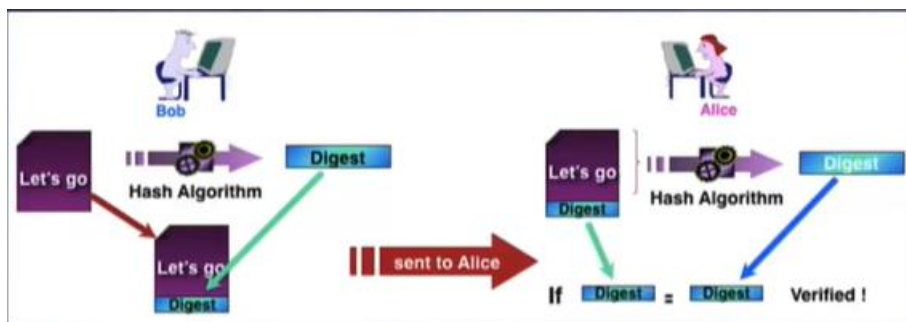 Bob
Alice
Let's go
Hash Algorithm
Digest
Let's go
Digest
sent to Alice
Let's go
Digest
Hash Algorithm
Digest
If Digest = Digest Verified !